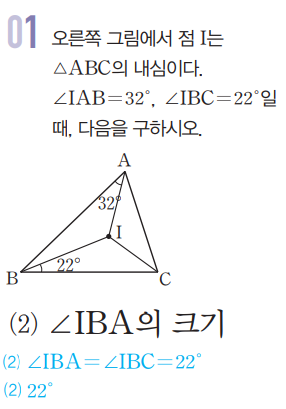 01 오른쪽 그림에서 점 I는
△ABC의 내심이다.
∠IAB=32°, ∠IBC=22°일
때, 다음을 구하시오.
A
32°
I
22°
B
C
(2) ∠IBA의 크기
(2) ∠IBA=∠IBC=22°
(2) 22°